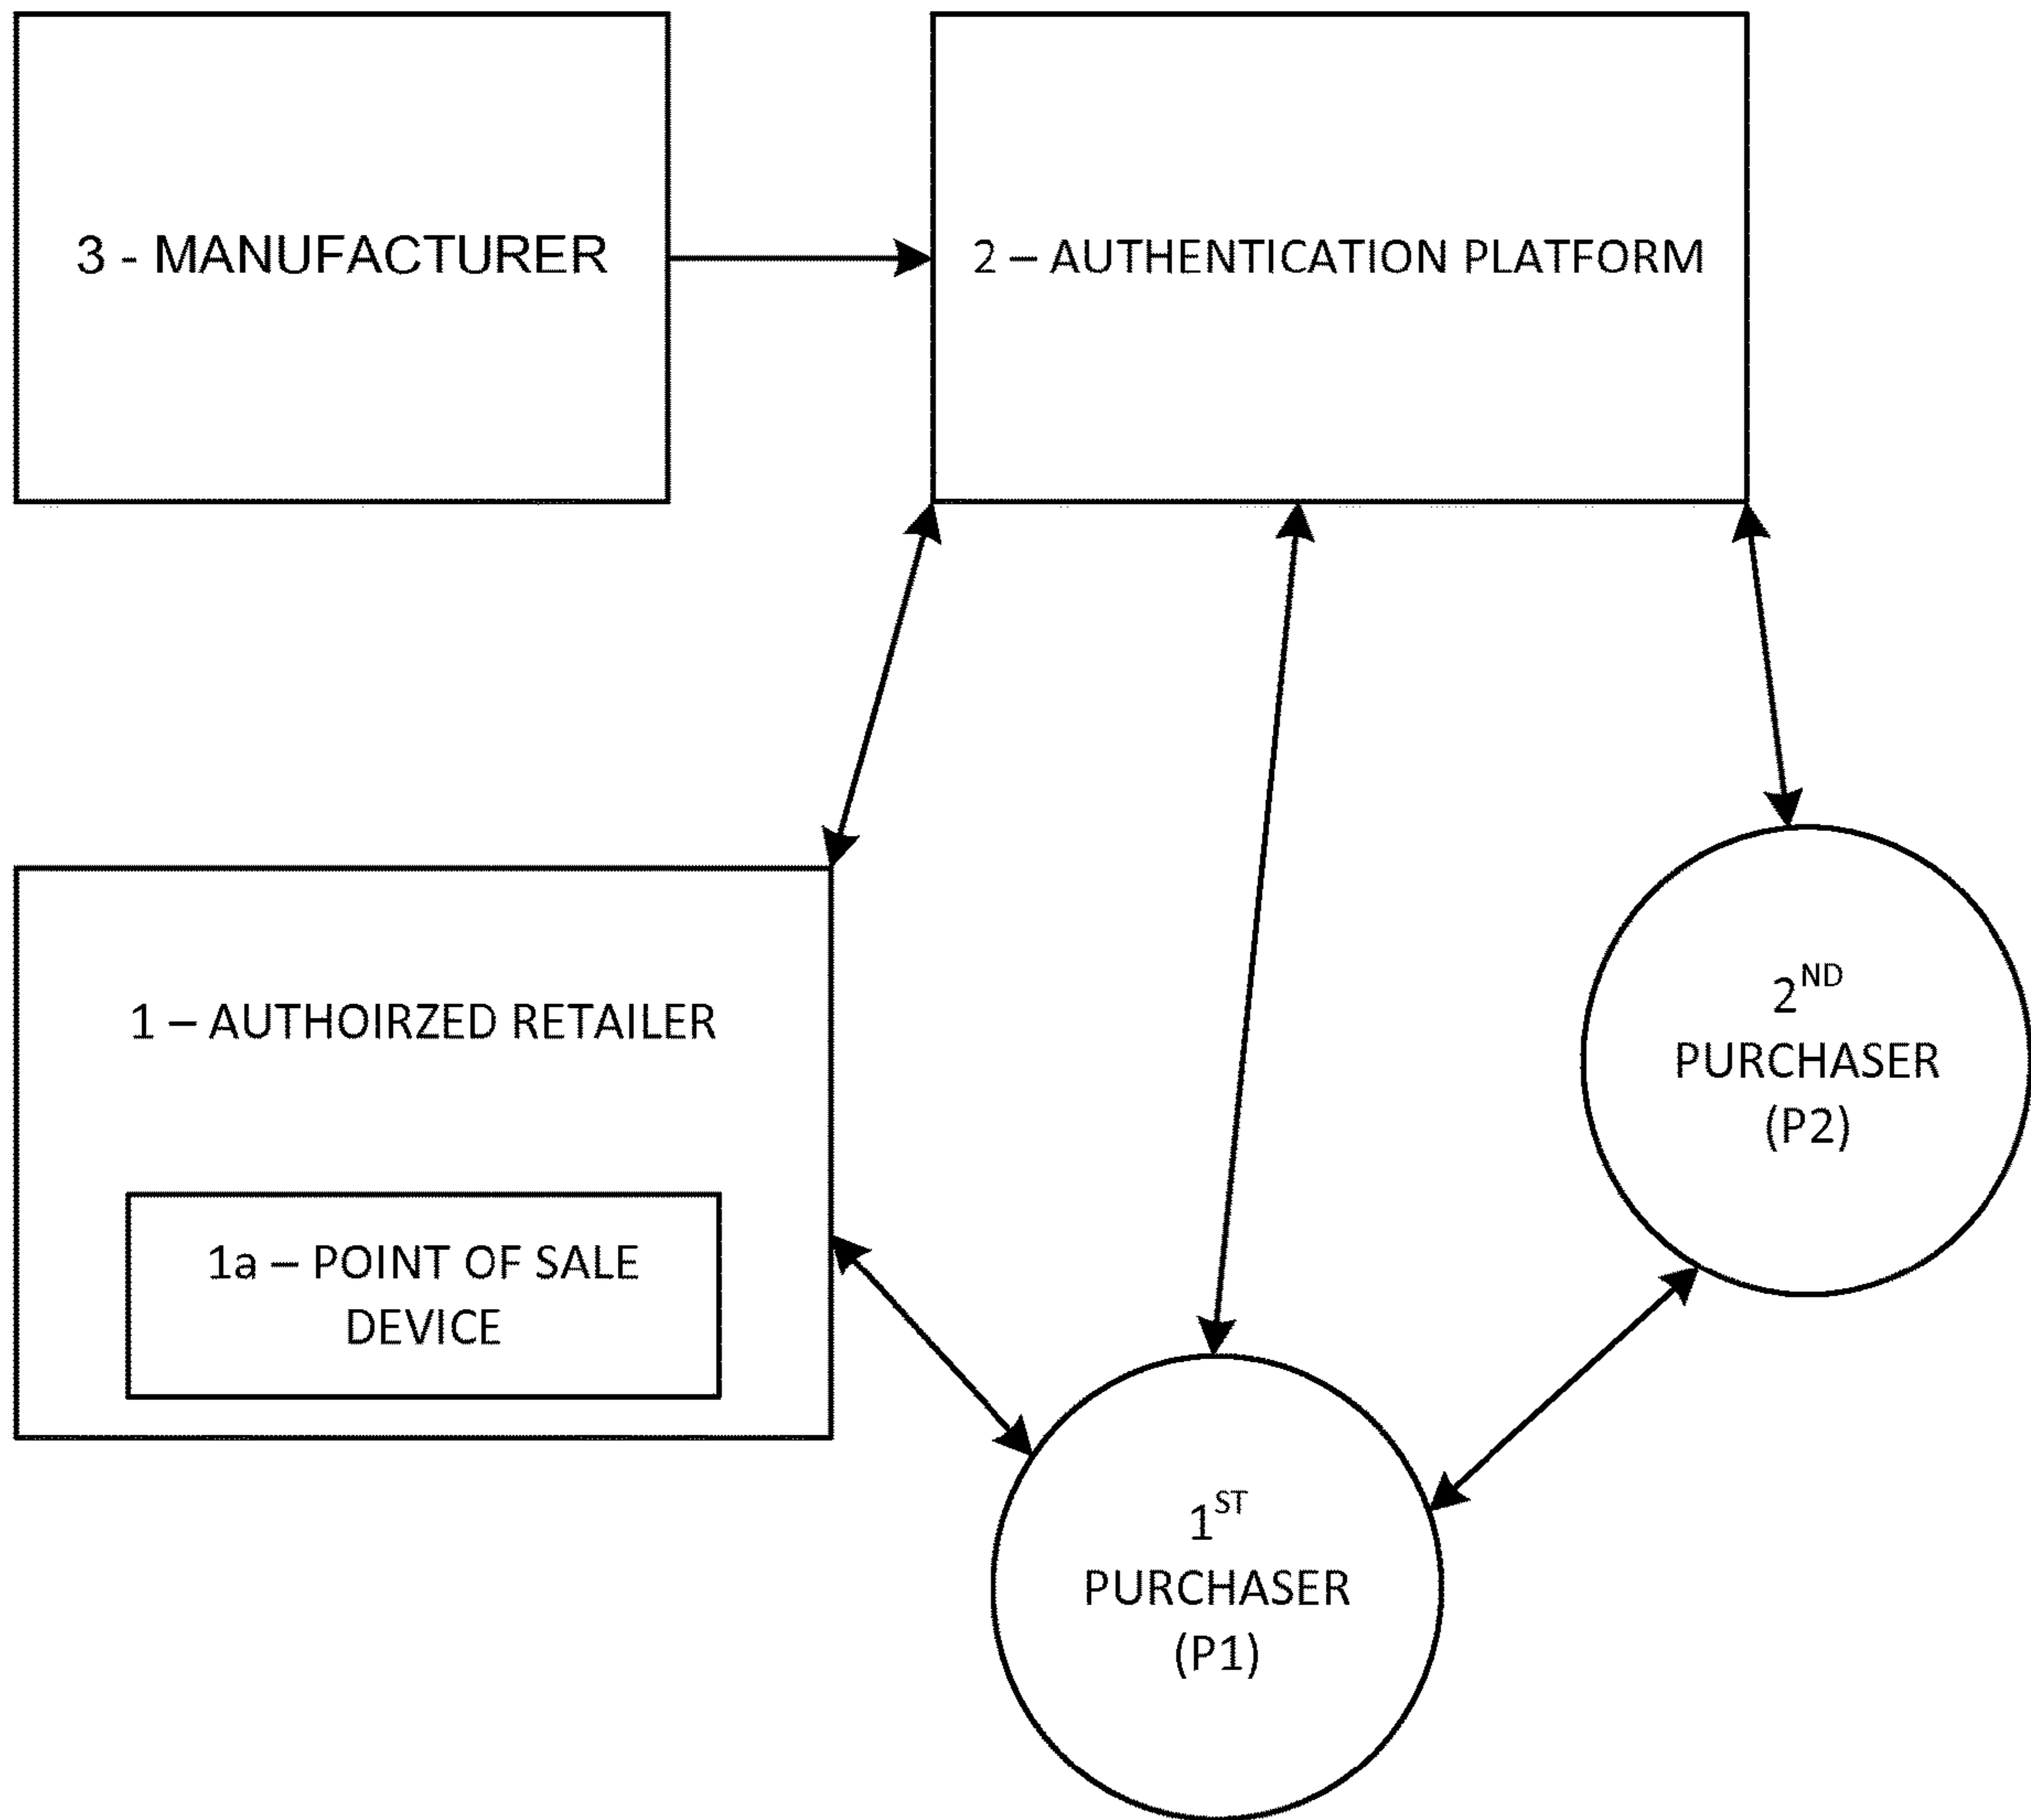 3 - MANUFACTURER
2 – AUTHENTICATION PLATFORM
1 – AUTHOIRZED RETAILER
1a – POINT OF SALE
DEVICE
2ND
PURCHASER
(P2)
1ST
PURCHASER
(P1)